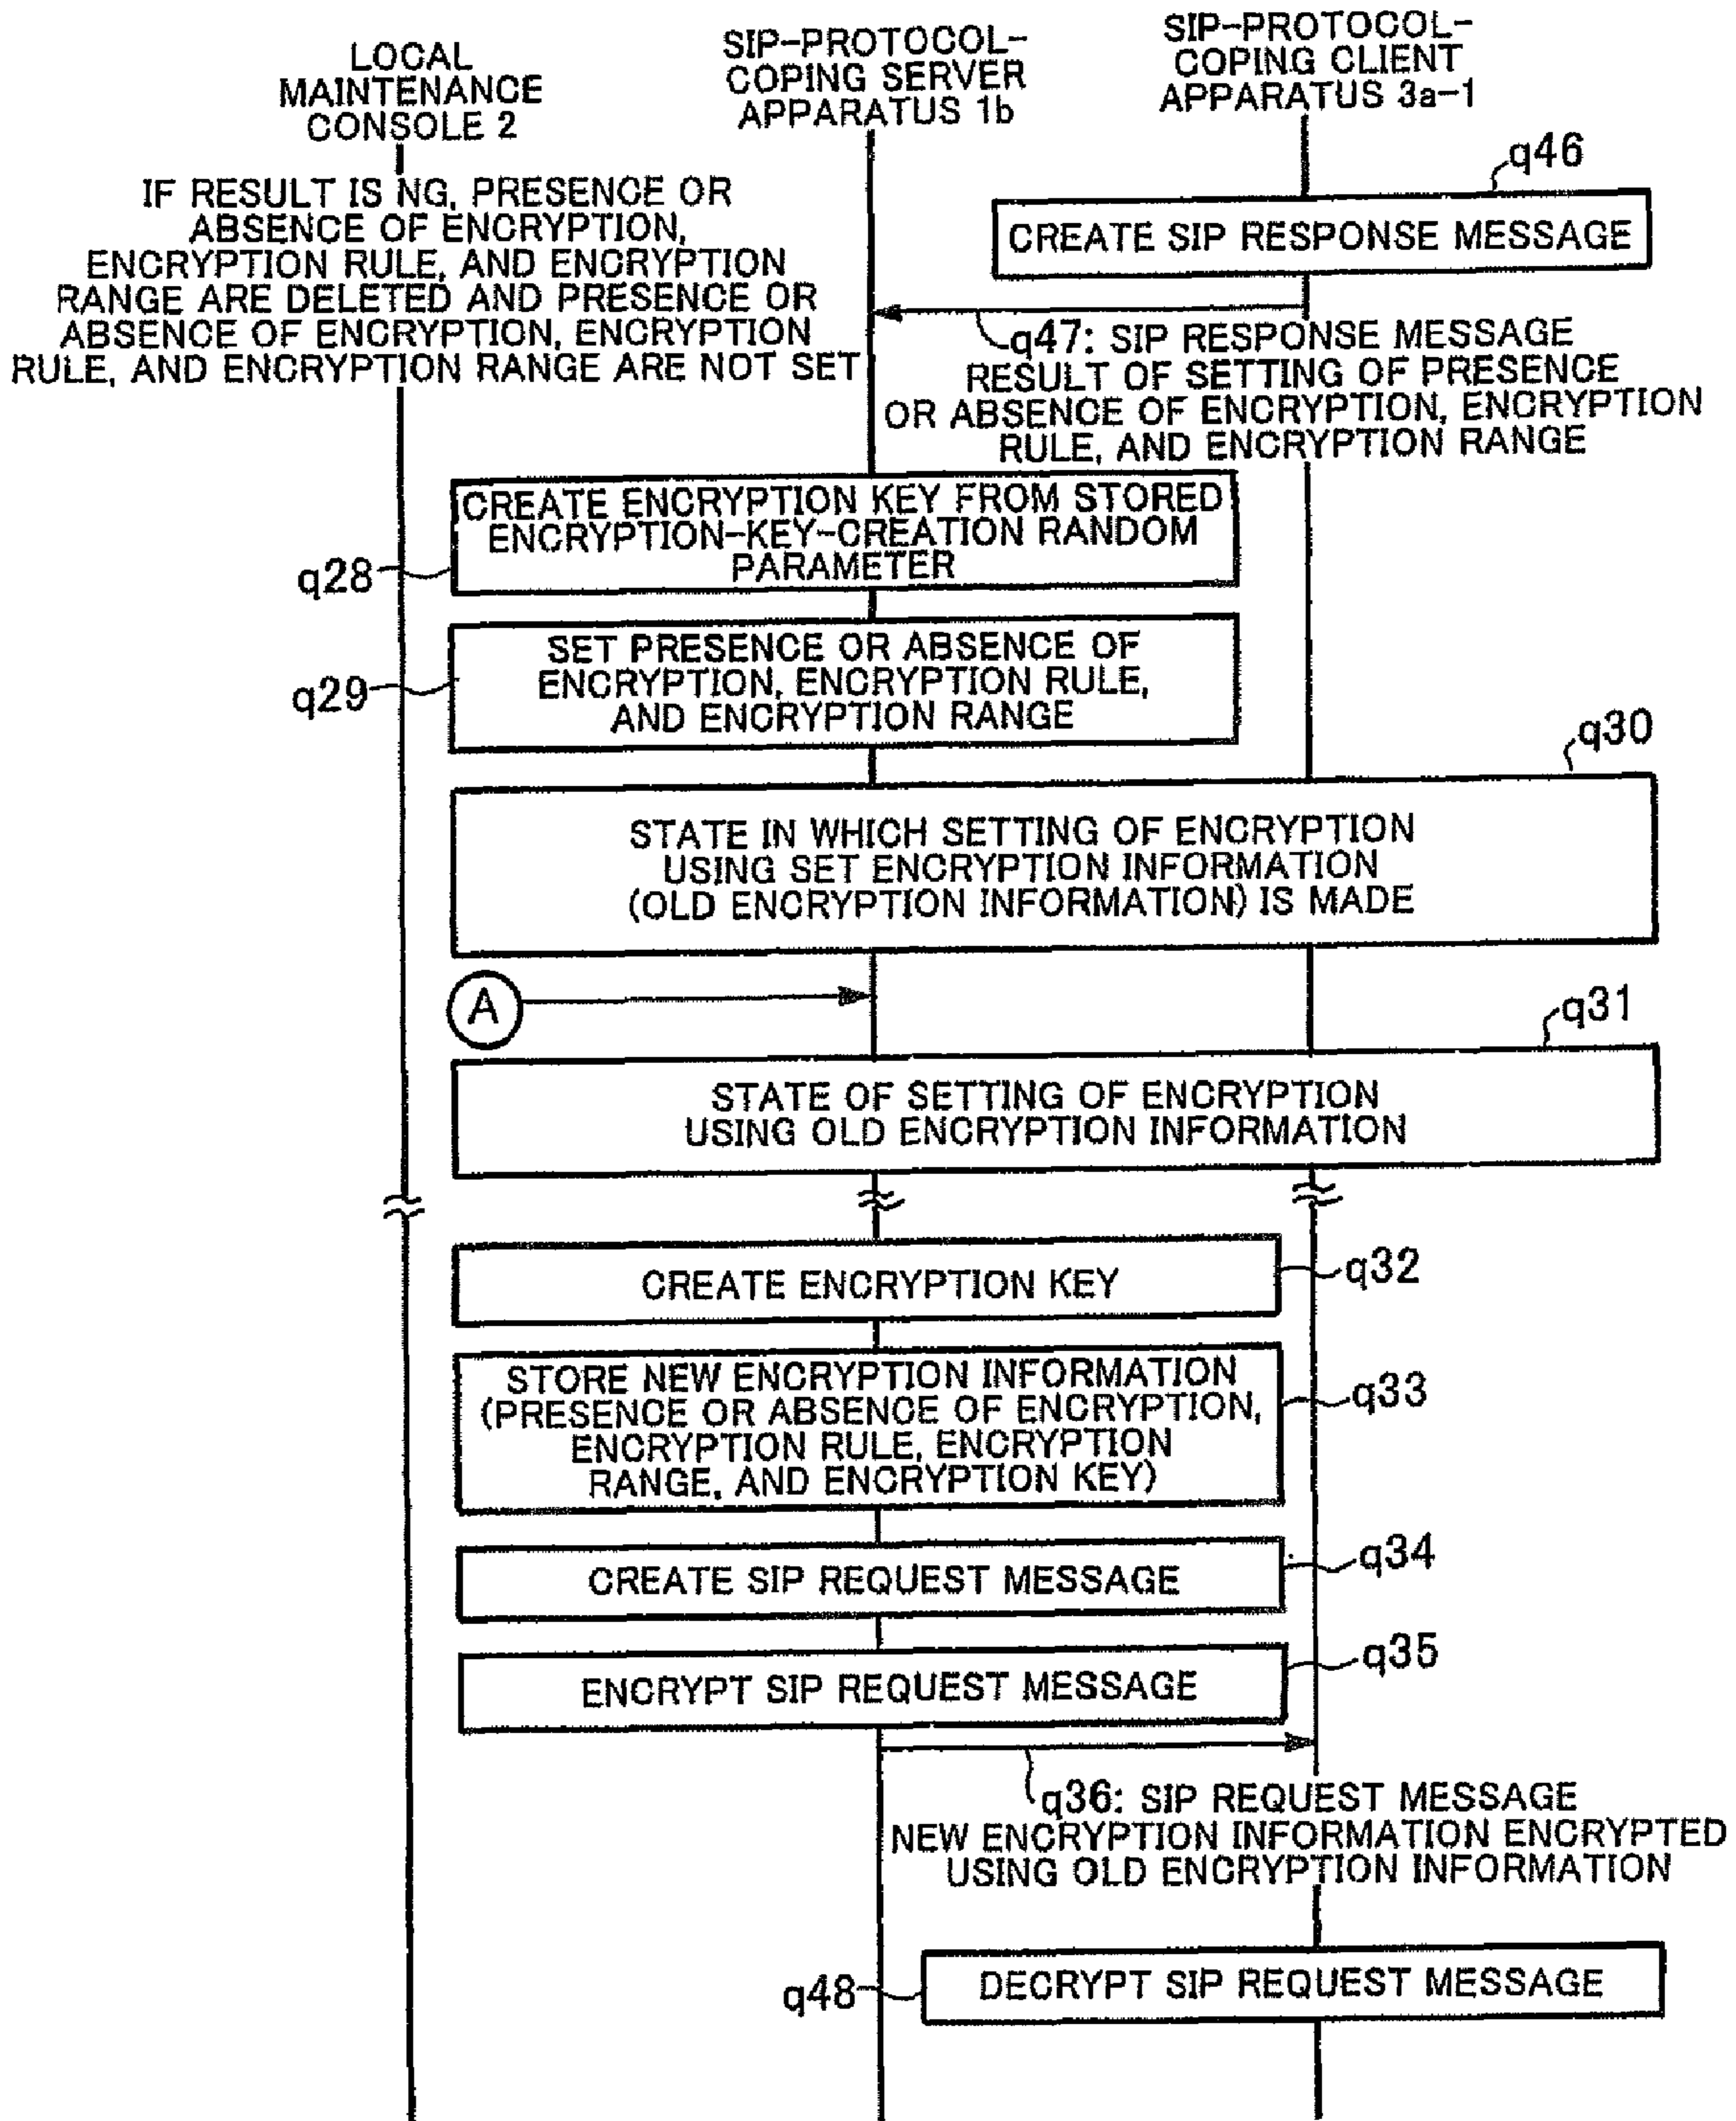 LOCAL
MAINTENANCE
CONSOLE 2
SIP-PROTOCOL-
COPING SERVER
APPARATUS 1b
SIP-PROTOCOL-
COPING CLIENT
APPARATUS 3a-1
IF RESULT IS NG, PRESENCE OR
ABSENCE OF ENCRYPTION,
ENCRYPTION RULE, AND ENCRYPTION
RANGE ARE DELETED AND PRESENCE OR
ABSENCE OF ENCRYPTION, ENCRYPTION
RULE, AND ENCRYPTION RANGE ARE NOT SET
q46
CREATE SIP RESPONSE MESSAGE
q47: SIP RESPONSE MESSAGE
RESULT OF SETTING OF PRESENCE
OR ABSENCE OF ENCRYPTION, ENCRYPTION
RULE, AND ENCRYPTION RANGE
CREATE ENCRYPTION KEY FROM STORED
ENCRYPTION-KEY-CREATION RANDOM
PARAMETER
q28
SET PRESENCE OR ABSENCE OF
ENCRYPTION, ENCRYPTION RULE,
AND ENCRYPTION RANGE
q29
q30
STATE IN WHICH SETTING OF ENCRYPTION
USING SET ENCRYPTION INFORMATION
(OLD ENCRYPTION INFORMATION) IS MADE
A
q31
STATE OF SETTING OF ENCRYPTION
USING OLD ENCRYPTION INFORMATION
CREATE ENCRYPTION KEY
q32
STORE NEW ENCRYPTION INFORMATION
(PRESENCE OR ABSENCE OF ENCRYPTION,
ENCRYPTION RULE, ENCRYPTION
RANGE, AND ENCRYPTION KEY)
q33
CREATE SIP REQUEST MESSAGE
q34
ENCRYPT SIP REQUEST MESSAGE
q35
q36: SIP REQUEST MESSAGE
NEW ENCRYPTION INFORMATION ENCRYPTED
USING OLD ENCRYPTION INFORMATION
q48
DECRYPT SIP REQUEST MESSAGE